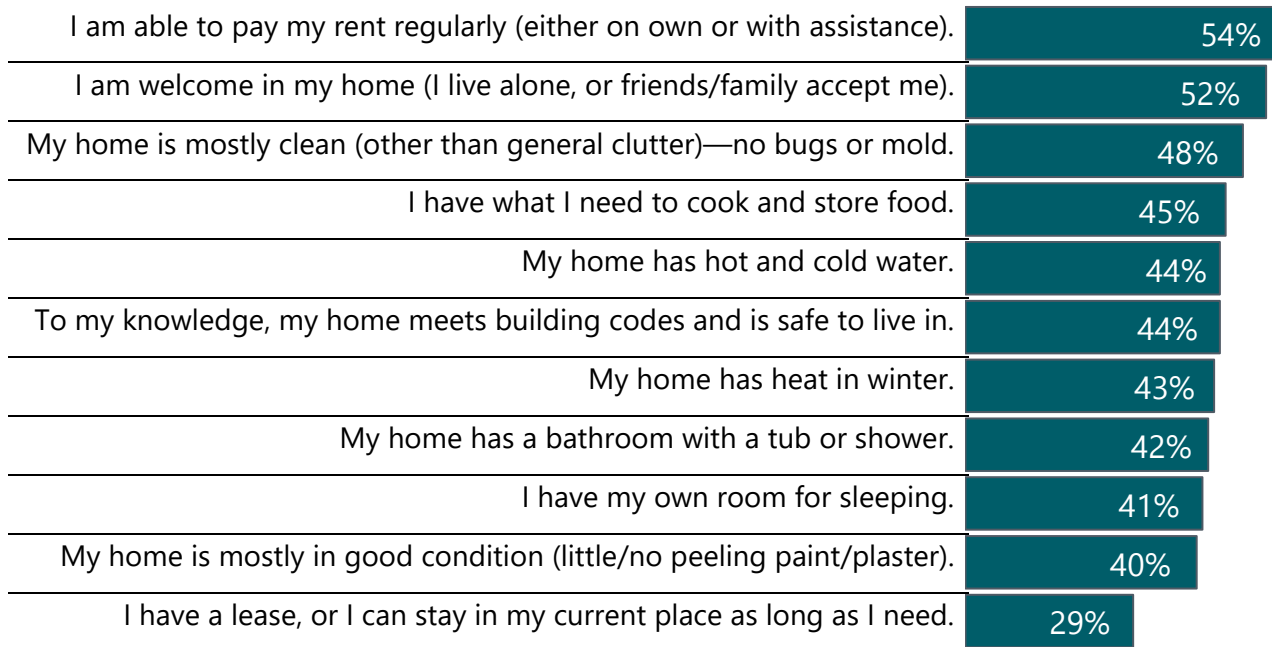 I am able to pay my rent regularly (either on own or with assistance). 54%
I am welcome in my home (I live alone, or friends/family accept me). 52%
My home is mostly clean (other than general clutter)—no bugs or mold. 48%
I have what I need to cook and store food. 45%
My home has hot and cold water. 44%
To my knowledge, my home meets building codes and is safe to live in. 44%
My home has heat in winter. 43%
My home has a bathroom with a tub or shower. 42%
I have my own room for sleeping. 41%
My home is mostly in good condition (little/no peeling paint/plaster). 40%
I have a lease, or I can stay in my current place as long as I need. 29%